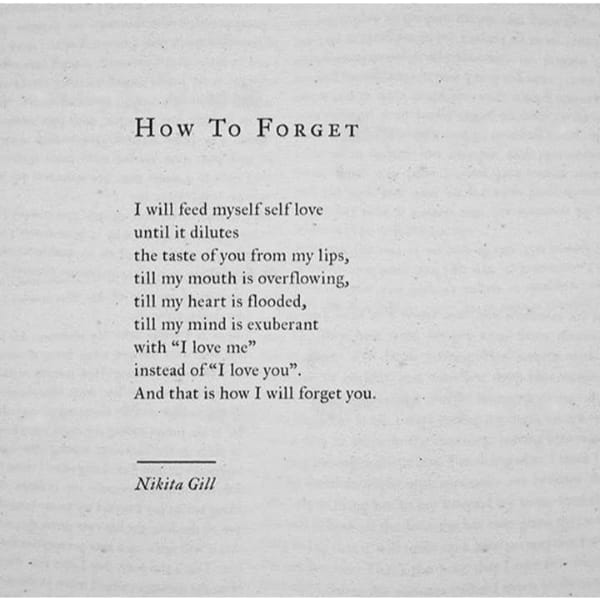 How To Forget
I will feed myself self love
until it dilutes
the taste of you from my lips,
till my mouth is overflowing,
till my heart is flooded,
till my mind is exuberant
with “I love me”
instead of “I love you”.
And that is how I will forget you.
Nikita Gill